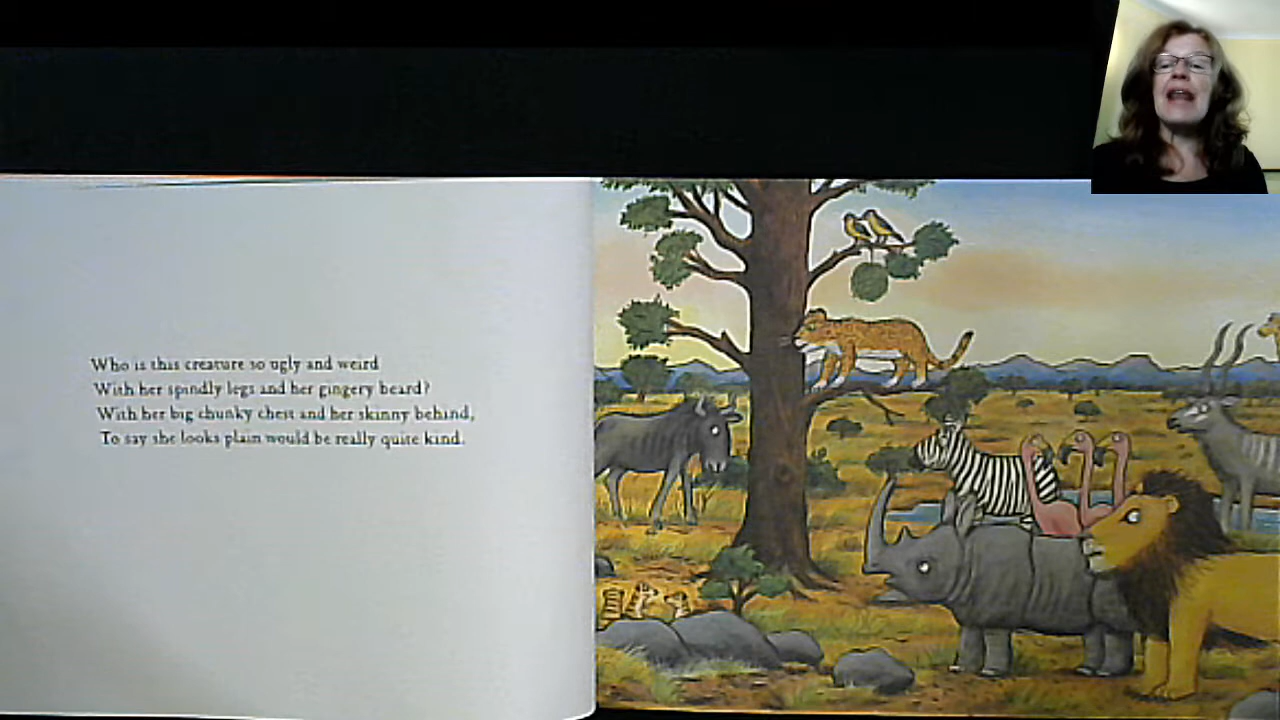 Who is this creature so ugly and weird
With her spindly legs and her gingery beard?
With her big chunky chest and her skinny behind,
To say she looks plain would be really quite kind.